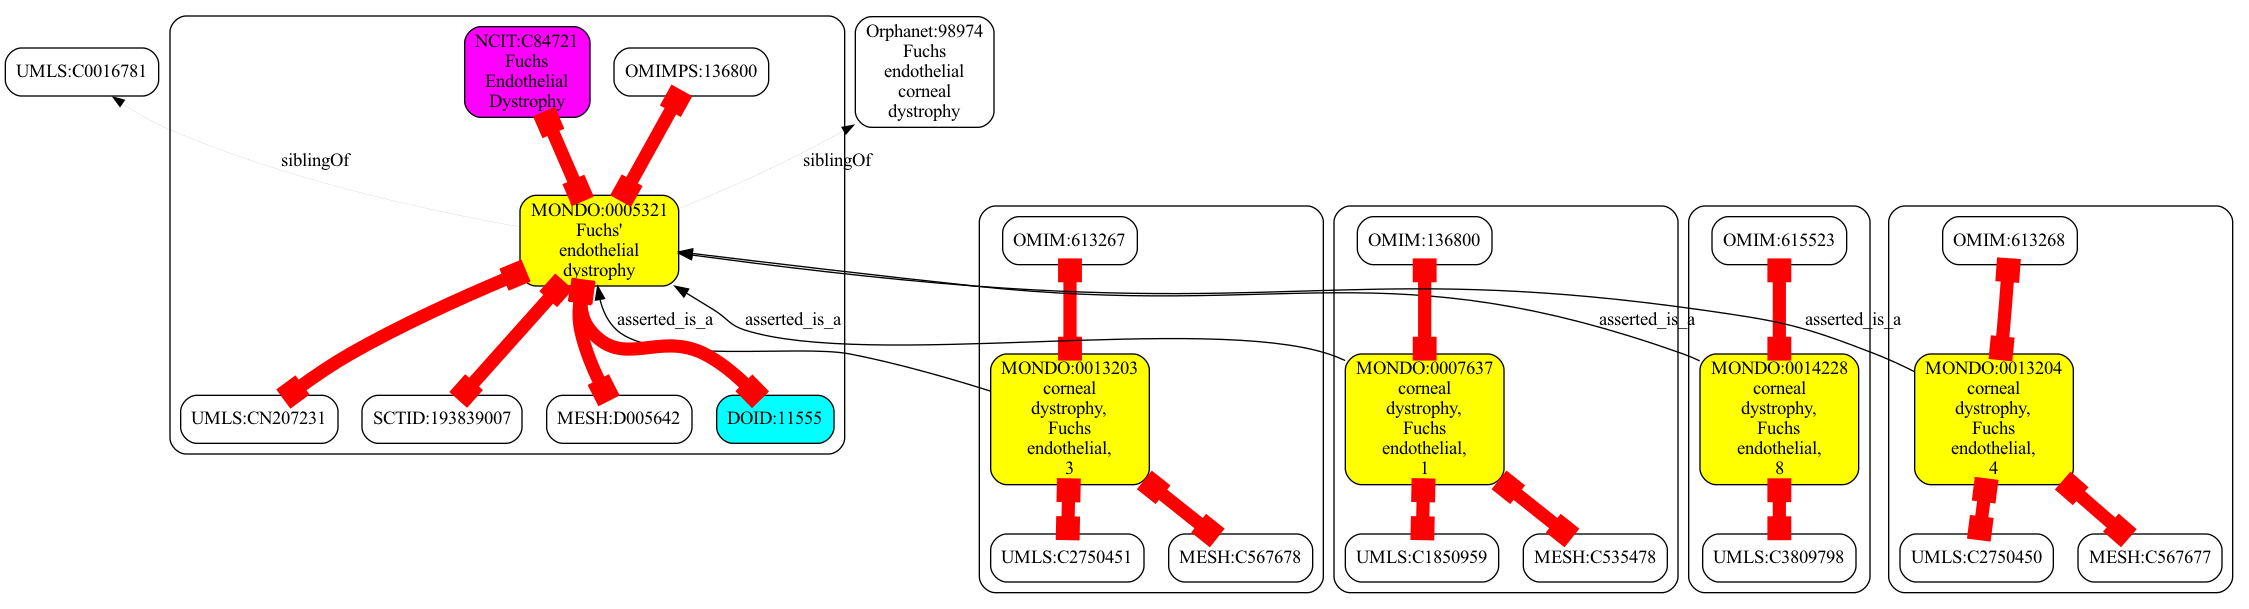 UMLS:C0016781
NCIT:C84721
Fuchs
Endothelial
Dystrophy
OMIMPS:136800
Orphanet:98974
Fuchs
endothelial
corneal
dystrophy
siblingOf
siblingOf
MONDO:0005321
Fuchs'
endothelial
dystrophy
OMIM:613267
OMIM:136800
OMIM:615523
OMIM:613268
asserted_is_a
asserted_is_a
asserted_is_a
asserted_is_a
UMLS:CN207231
SCTID:193839007
MESH:D005642
DOID:11555
MONDO:0013203
corneal
dystrophy,
Fuchs
endothelial,
3
MONDO:0007637
corneal
dystrophy,
Fuchs
endothelial,
1
MONDO:0014228
corneal
dystrophy,
Fuchs
endothelial,
8
MONDO:0013204
corneal
dystrophy,
Fuchs
endothelial,
4
UMLS:C2750451
MESH:C567678
UMLS:C1850959
MESH:C535478
UMLS:C3809798
UMLS:C2750450
MESH:C567677